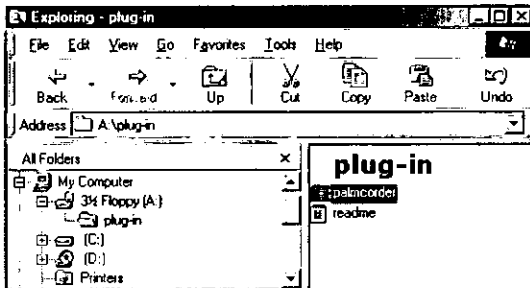 Exploring - plug-in
File Edit View Go Favorites Tools Help
Back Forward Up Cut Copy Paste Undo
Address A:\plug-in
All Folders
My Computer
3½ Floppy (A:)
plug-in
(C:)
(D:)
Printers
plug-in
palmcorder
readme